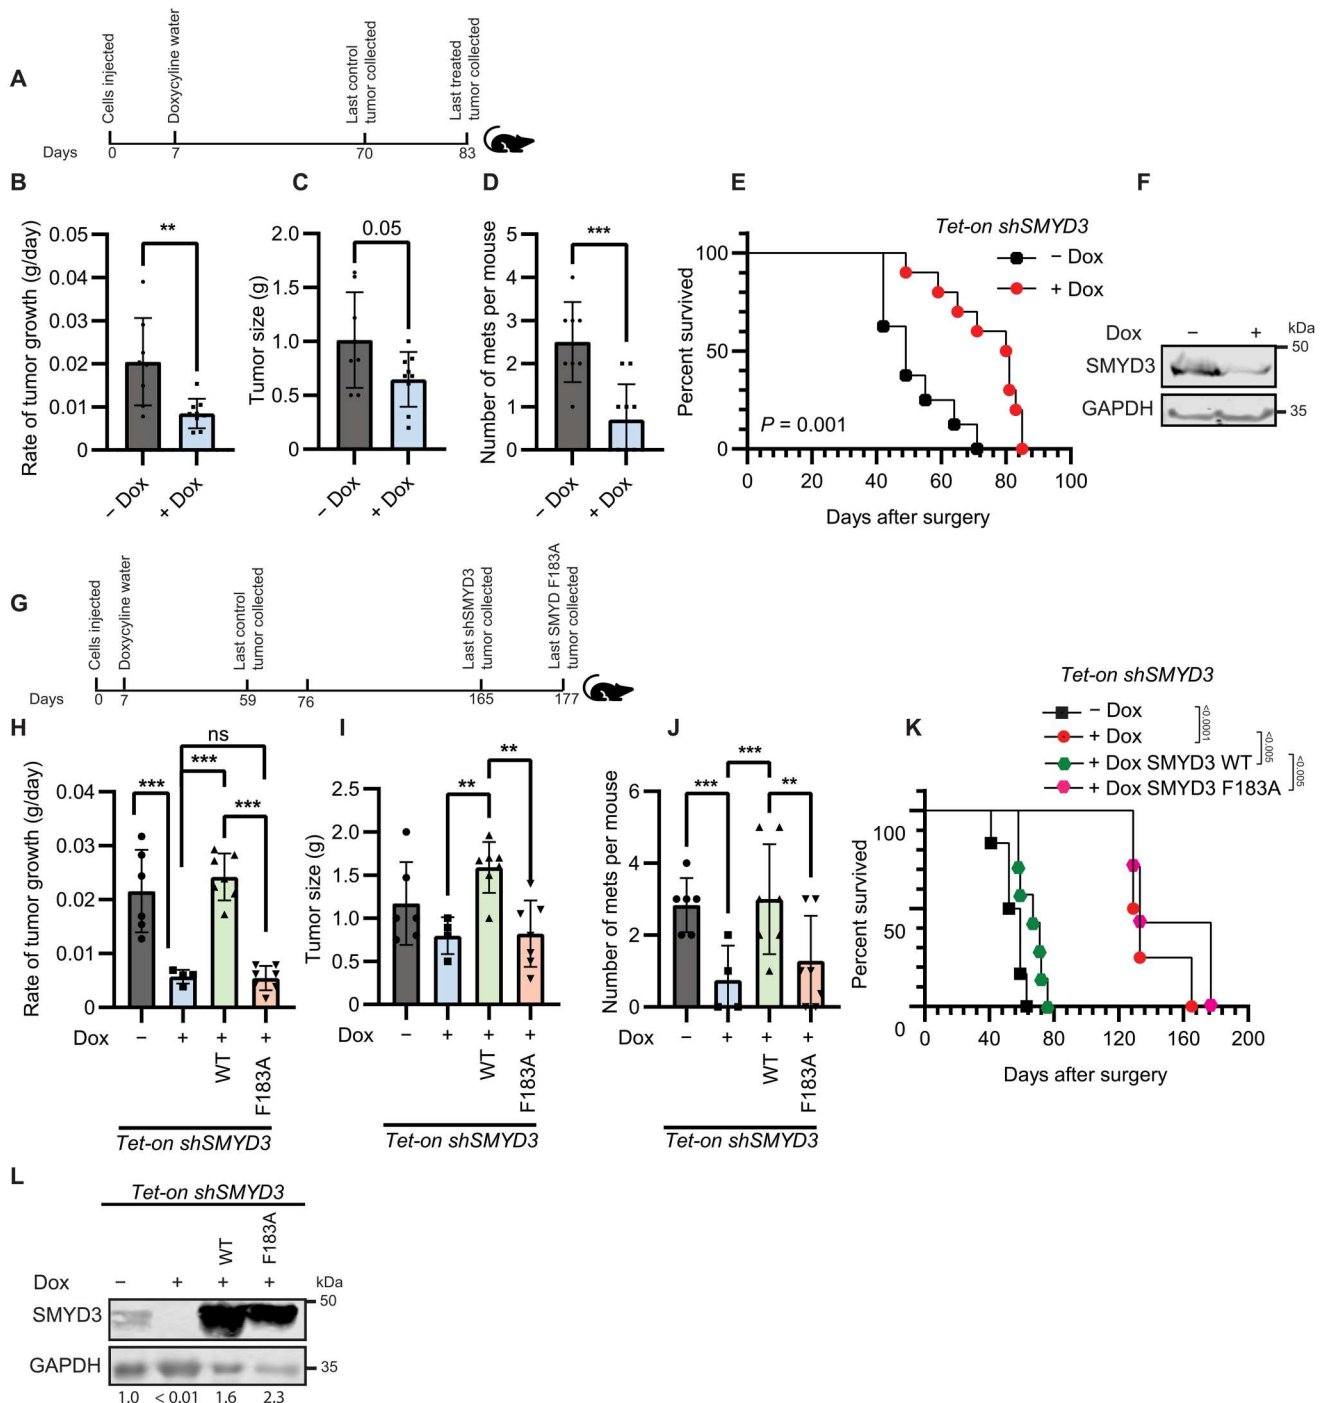 A
Cells injected
Doxycyline water
Last control
tumor collected
Last treated
tumor collected
Days
0
7
70
83
B
Rate of tumor growth (g/day)
0.05
0.04
0.03
0.02
0.01
0
**
− Dox
+ Dox
C
Tumor size (g)
2.0
1.5
1.0
0.5
0
0.05
− Dox
+ Dox
D
Number of mets per mouse
5
4
3
2
1
0
***
− Dox
+ Dox
E
Tet-on shSMYD3
− Dox
+ Dox
Percent survived
100
50
0
P = 0.001
0 20 40 60 80 100
Days after surgery
F
Dox − + kDa
SMYD3
50
GAPDH
35
G
Cells injected
Doxycyline water
Last control
tumor collected
Last shSMYD3
tumor collected
Last SMYD F183A
tumor collected
Days
0
7
59
76
165
177
H
Rate of tumor growth (g/day)
0.04
0.03
0.02
0.01
0
ns
***
***
***
Dox − + + +
WT
F183A
Tet-on shSMYD3
I
Tumor size (g)
2.5
2.0
1.5
1.0
0.5
0
**
**
Dox − + + +
WT
F183A
Tet-on shSMYD3
J
Number of mets per mouse
6
4
2
0
***
***
**
Dox − + + +
WT
F183A
Tet-on shSMYD3
K
Tet-on shSMYD3
− Dox
+ Dox
+ Dox SMYD3 WT
+ Dox SMYD3 F183A
<0.0001
<0.005
<0.005
Percent survived
100
50
0
0 40 80 120 160 200
Days after surgery
L
Tet-on shSMYD3
WT
F183A
Dox − + + + kDa
SMYD3
50
GAPDH
35
1.0 < 0.01 1.6 2.3